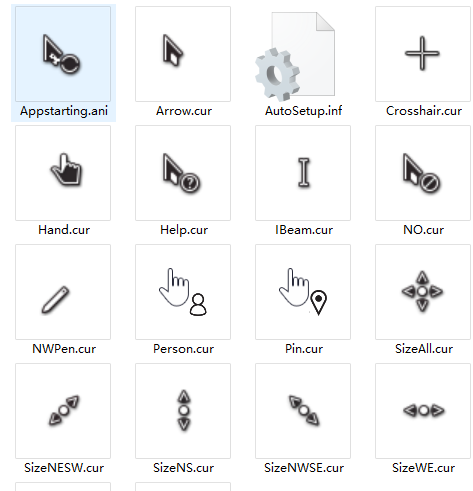 Appstarting.ani
Arrow.cur
AutoSetup.inf
Crosshair.cur
Hand.cur
Help.cur
IBeam.cur
NO.cur
NWPen.cur
Person.cur
Pin.cur
SizeAll.cur
SizeNESW.cur
SizeNS.cur
SizeNWSE.cur
SizeWE.cur